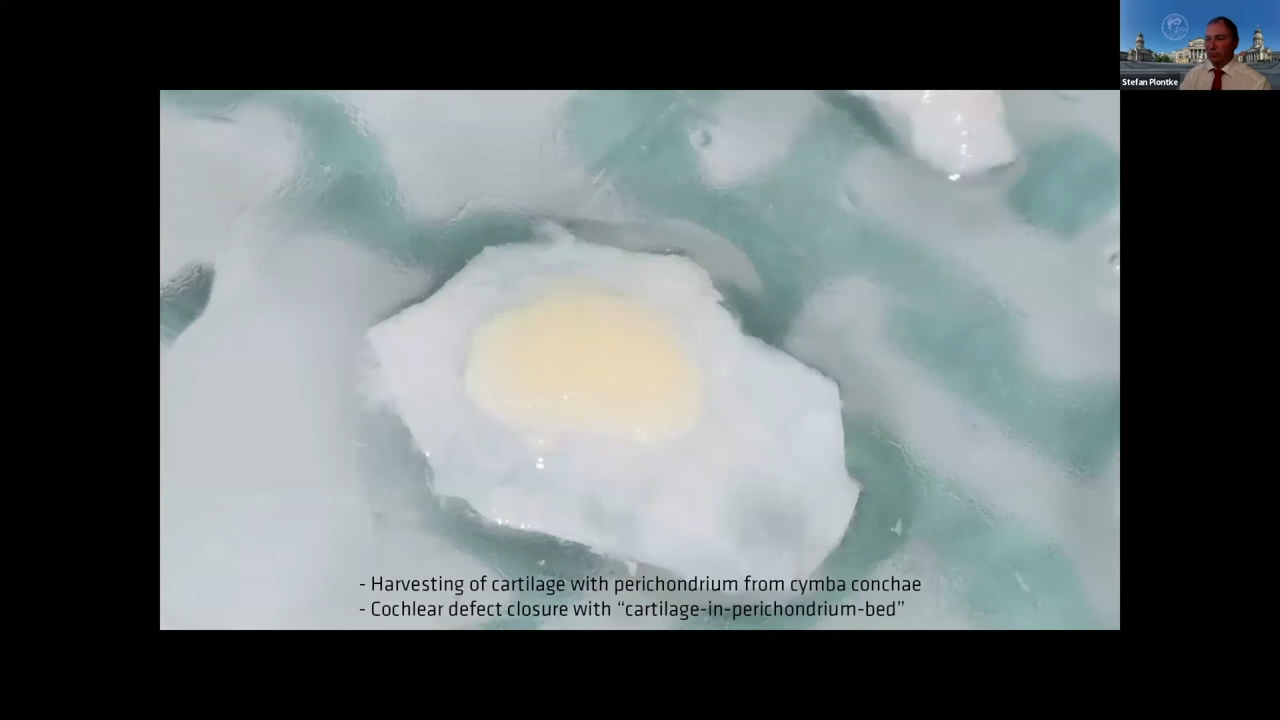 Stefan Plontke
- Harvesting of cartilage with perichondrium from cymba conchae
- Cochlear defect closure with “cartilage-in-perichondrium-bed”